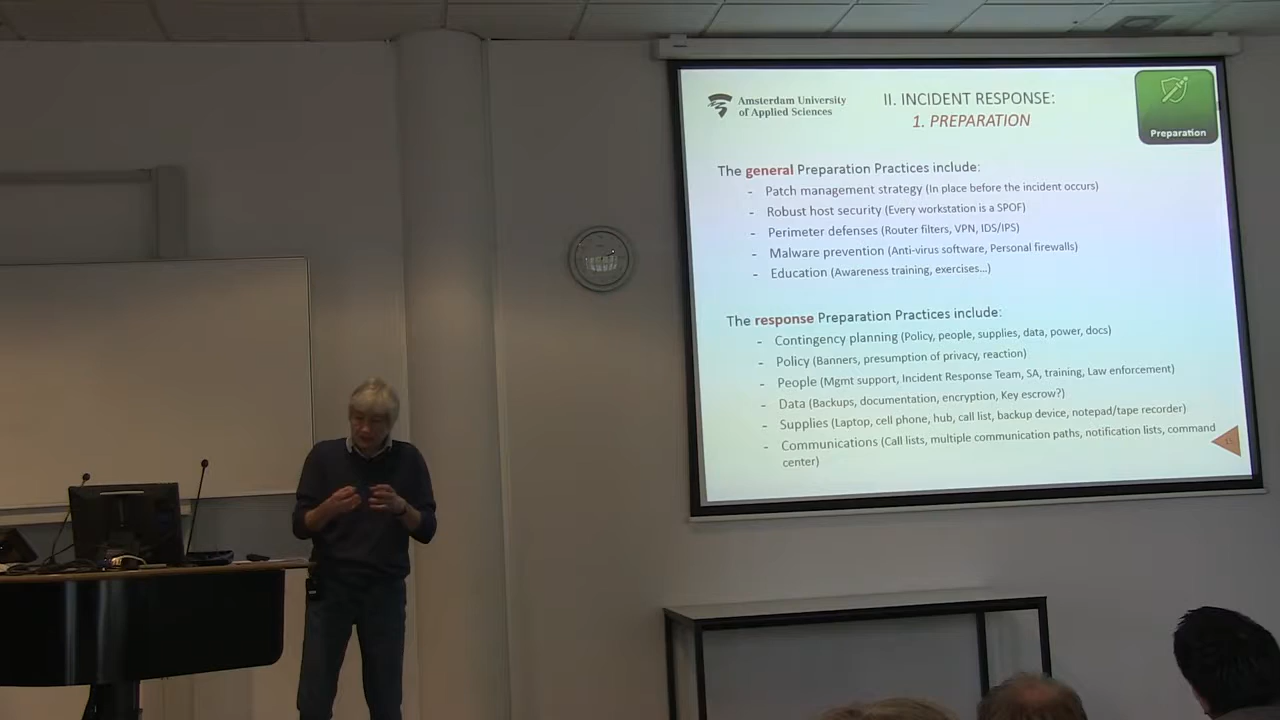 Amsterdam University
of Applied Sciences
II. INCIDENT RESPONSE:
1. PREPARATION
Preparation
The general Preparation Practices include:
- Patch management strategy (In place before the incident occurs)
- Robust host security (Every workstation is a SPOF)
- Perimeter defenses (Router filters, VPN, IDS/IPS)
- Malware prevention (Anti-virus software, Personal firewalls)
- Education (Awareness training, exercises...)
The response Preparation Practices include:
- Contingency planning (Policy, people, supplies, data, power, docs)
- Policy (Banners, presumption of privacy, reaction)
- People (Mgmt support, Incident Response Team, SA, training, Law enforcement)
- Data (Backups, documentation, encryption, Key escrow?)
- Supplies (Laptop, cell phone, hub, call list, backup device, notepad/tape recorder)
- Communications (Call lists, multiple communication paths, notification lists, command
center)